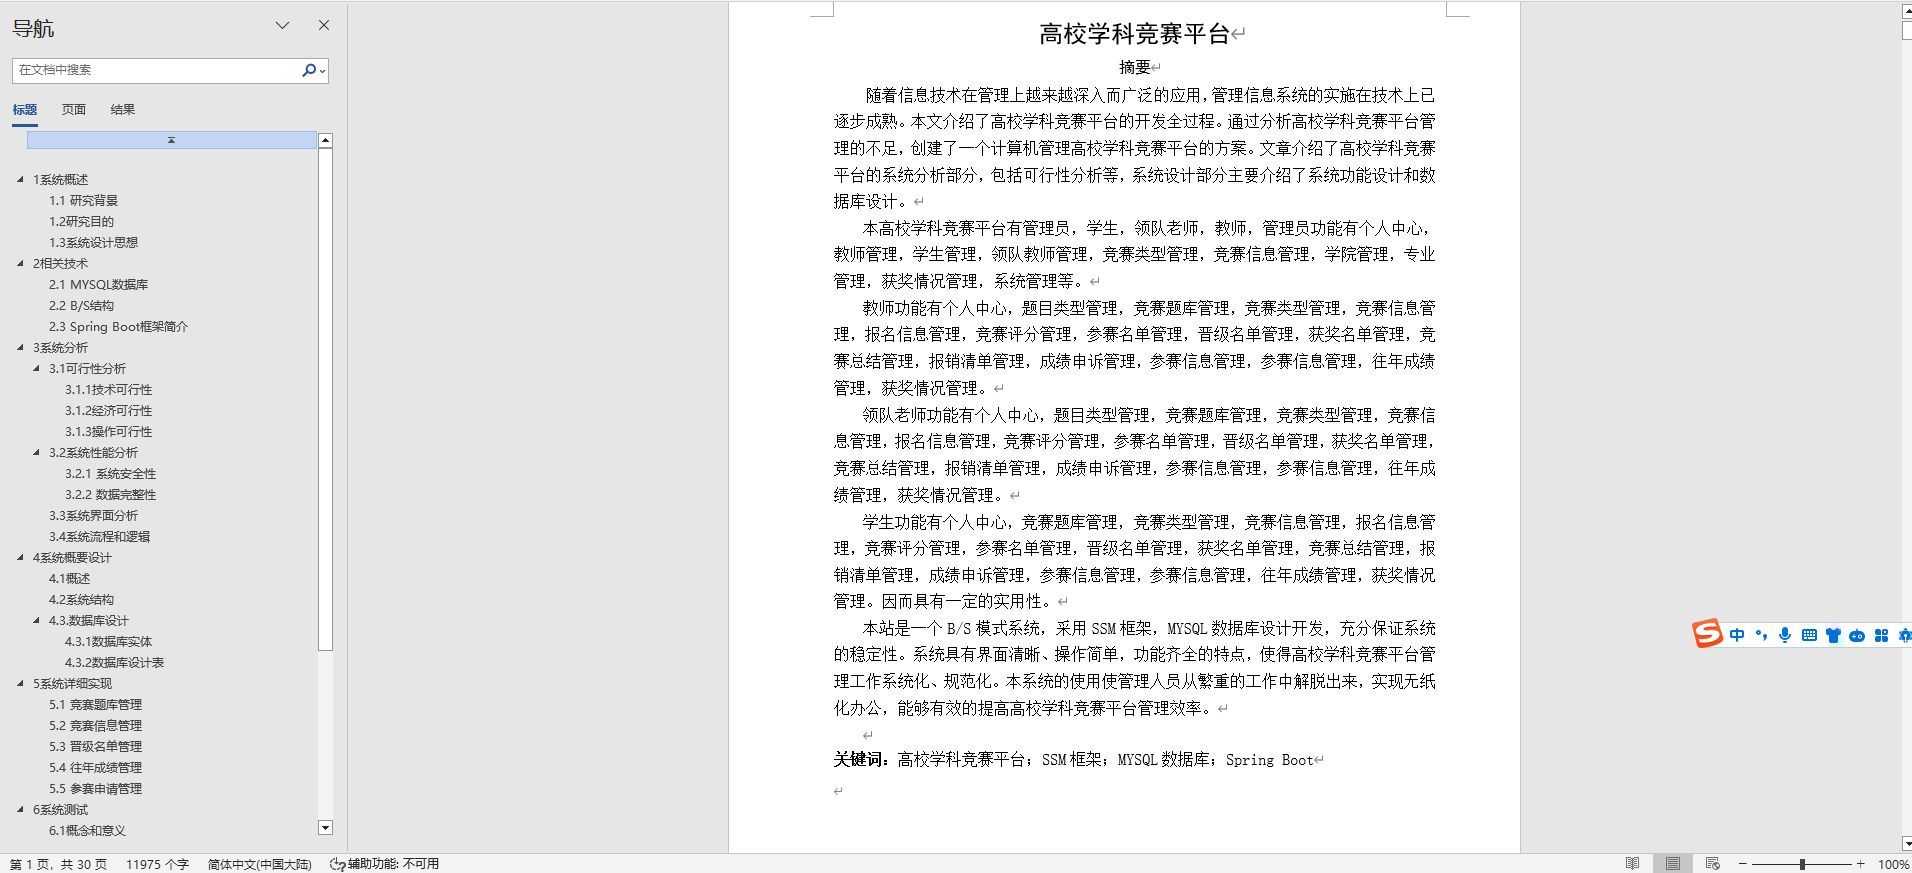 导航
在文档中搜索
标题 页面 结果
1系统概述
1.1 研究背景
1.2研究目的
1.3系统设计思想
2相关技术
2.1 MYSQL数据库
2.2 B/S结构
2.3 Spring Boot框架简介
3系统分析
3.1可行性分析
3.1.1技术可行性
3.1.2经济可行性
3.1.3操作可行性
3.2系统性能分析
3.2.1 系统安全性
3.2.2 数据完整性
3.3系统界面分析
3.4系统流程和逻辑
4系统概要设计
4.1概述
4.2系统结构
4.3.数据库设计
4.3.1数据库实体
4.3.2数据库设计表
5系统详细实现
5.1 竞赛题库管理
5.2 竞赛信息管理
5.3 晋级名单管理
5.4 往年成绩管理
5.5 参赛申请管理
6系统测试
6.1概念和意义
高校学科竞赛平台
摘要
随着信息技术在管理上越来越深入而广泛的应用，管理信息系统的实施在技术上已
逐步成熟。本文介绍了高校学科竞赛平台的开发全过程。通过分析高校学科竞赛平台管
理的不足，创建了一个计算机管理高校学科竞赛平台的方案。文章介绍了高校学科竞赛
平台的系统分析部分，包括可行性分析等，系统设计部分主要介绍了系统功能设计和数
据库设计。
本高校学科竞赛平台有管理员，学生，领队老师，教师，管理员功能有个人中心，
教师管理，学生管理，领队教师管理，竞赛类型管理，竞赛信息管理，学院管理，专业
管理，获奖情况管理，系统管理等。
教师功能有个人中心，题目类型管理，竞赛题库管理，竞赛类型管理，竞赛信息管
理，报名信息管理，竞赛评分管理，参赛名单管理，晋级名单管理，获奖名单管理，竞
赛总结管理，报销清单管理，成绩申诉管理，参赛信息管理，参赛信息管理，往年成绩
管理，获奖情况管理。
领队老师功能有个人中心，题目类型管理，竞赛题库管理，竞赛类型管理，竞赛信
息管理，报名信息管理，竞赛评分管理，参赛名单管理，晋级名单管理，获奖名单管理，
竞赛总结管理，报销清单管理，成绩申诉管理，参赛信息管理，参赛信息管理，往年成
绩管理，获奖情况管理。
学生功能有个人中心，竞赛题库管理，竞赛类型管理，竞赛信息管理，报名信息管
理，竞赛评分管理，参赛名单管理，晋级名单管理，获奖名单管理，竞赛总结管理，报
销清单管理，成绩申诉管理，参赛信息管理，参赛信息管理，往年成绩管理，获奖情况
管理。因而具有一定的实用性。
本站是一个 B/S 模式系统，采用 SSM 框架，MYSQL 数据库设计开发，充分保证系统
的稳定性。系统具有界面清晰、操作简单，功能齐全的特点，使得高校学科竞赛平台管
理工作系统化、规范化。本系统的使用使管理人员从繁重的工作中解脱出来，实现无纸
化办公，能够有效的提高高校学科竞赛平台管理效率。
关键词：高校学科竞赛平台；SSM 框架；MYSQL 数据库；Spring Boot
中
第 1 页，共 30 页 11975 个字 简体中文(中国大陆) 辅助功能: 不可用 100%